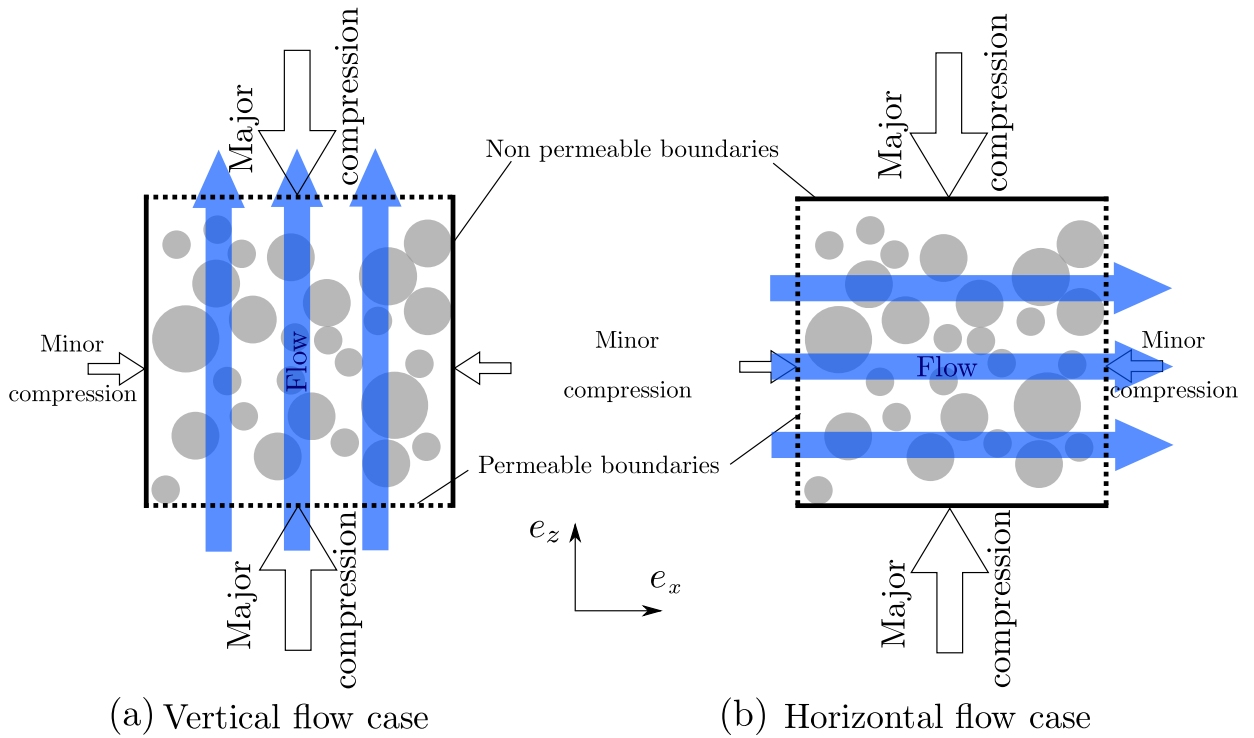 Major
compression
Major
compression
Non permeable boundaries
Minor
compression
Flow
Minor
compression
Flow
Minor
compression
Permeable boundaries
e_z
e_x
Major
compression
Major
compression
(a) Vertical flow case
(b) Horizontal flow case